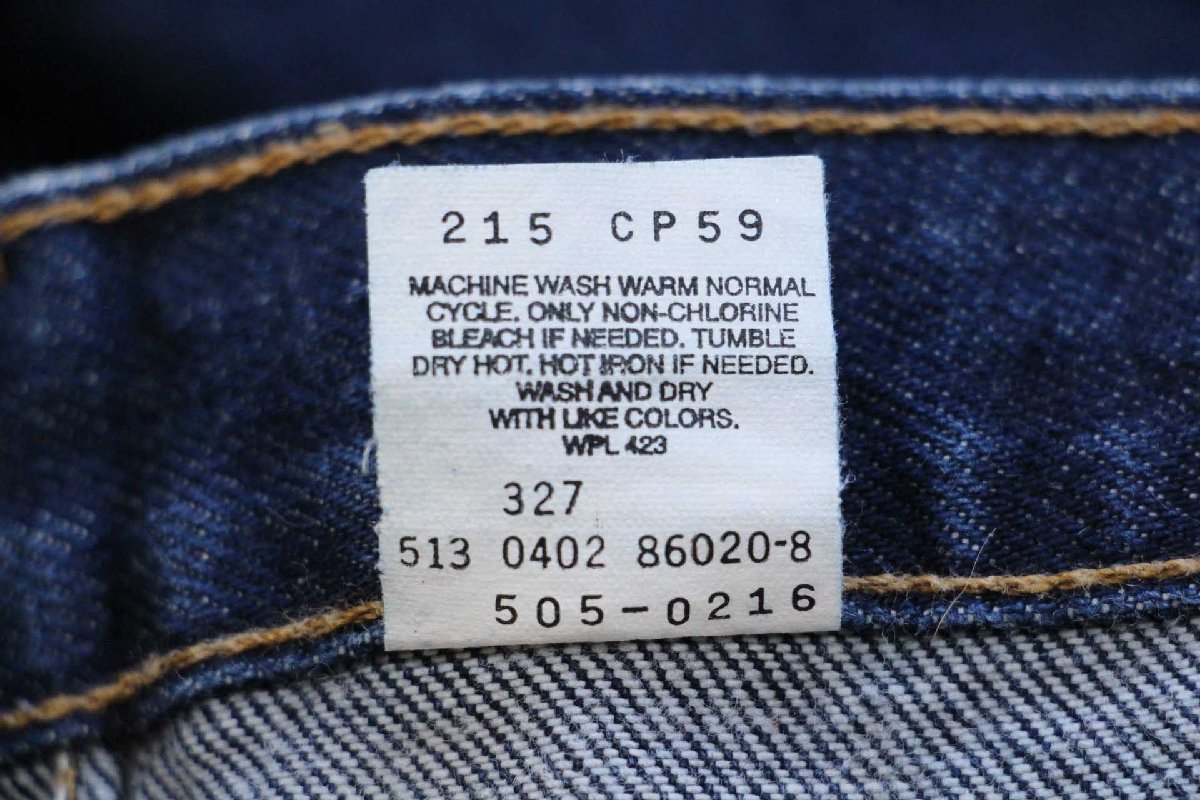 215 CP59
MACHINE WASH WARM NORMAL
CYCLE. ONLY NON-CHLORINE
BLEACH IF NEEDED. TUMBLE
DRY HOT. HOT IRON IF NEEDED.
WASH AND DRY
WITH LIKE COLORS.
WPL 423
327
513 0402 86020-8
505-0216